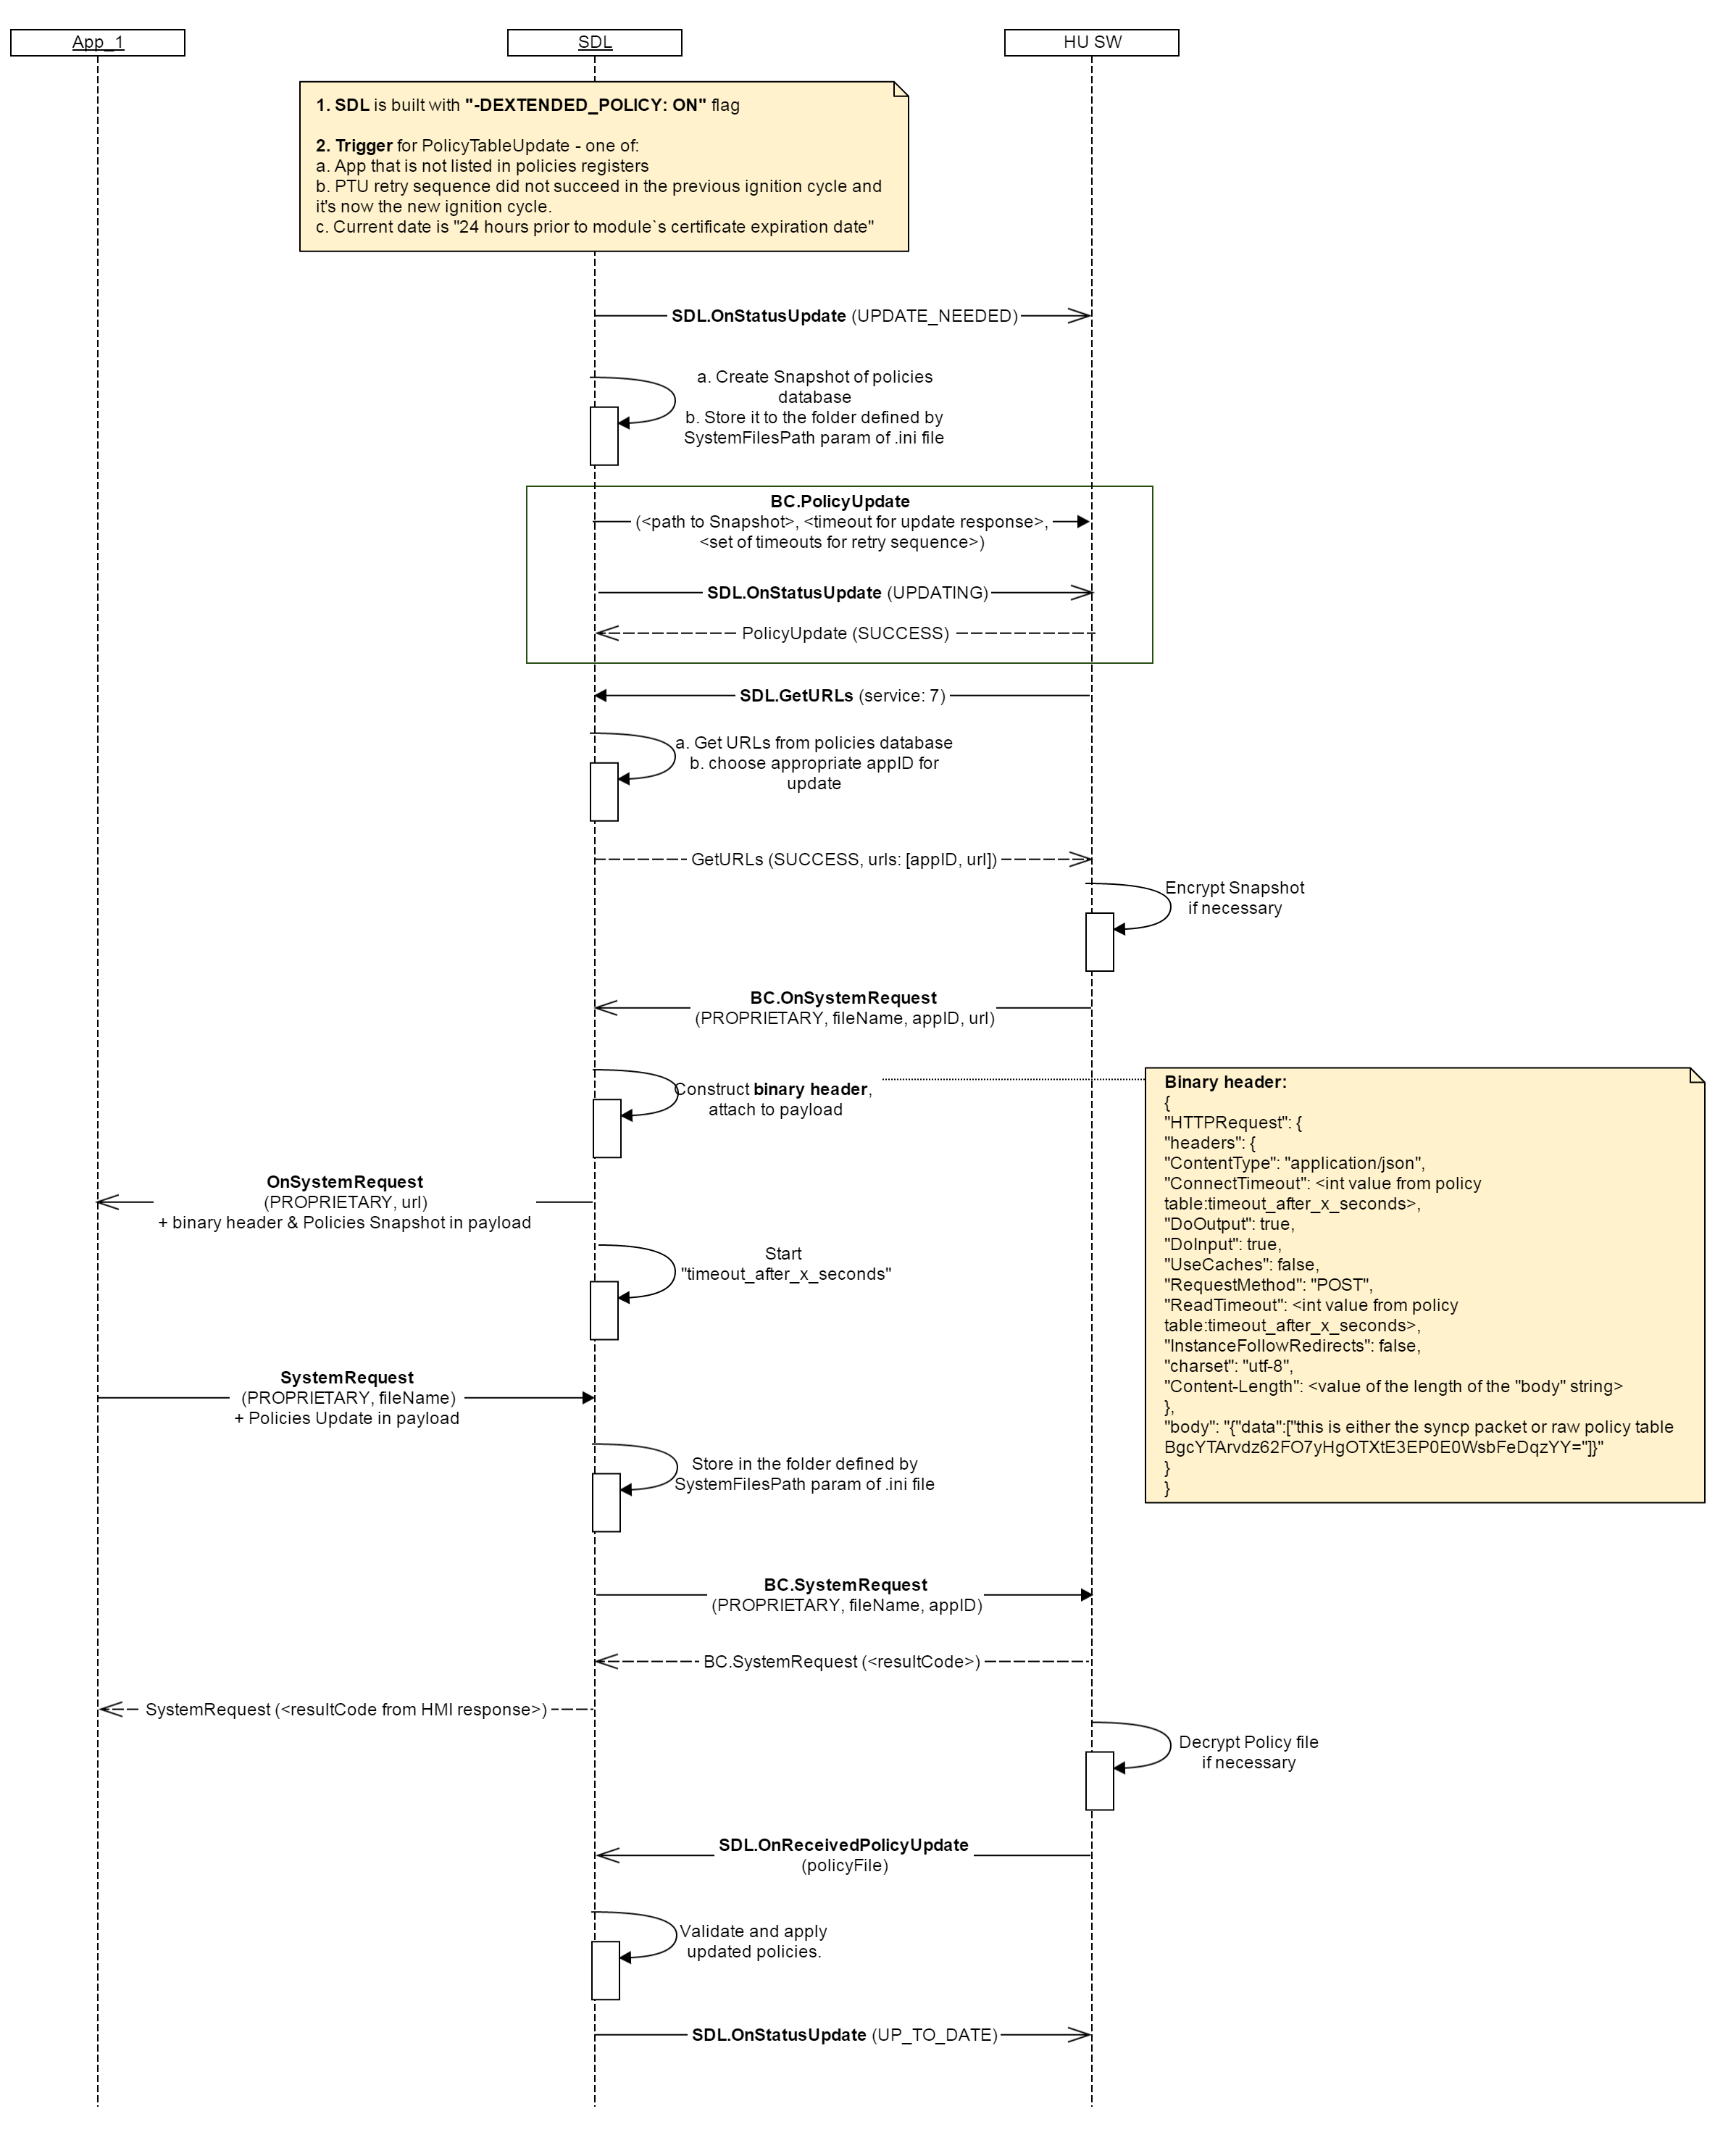 App_1
SDL
HU SW
1. SDL is built with "-DEXTENDED_POLICY: ON" flag
2. Trigger for PolicyTableUpdate - one of:
a. App that is not listed in policies registers
b. PTU retry sequence did not succeed in the previous ignition cycle and
it's now the new ignition cycle.
c. Current date is "24 hours prior to module`s certificate expiration date"
SDL.OnStatusUpdate (UPDATE_NEEDED)
a. Create Snapshot of policies
database
b. Store it to the folder defined by
SystemFilesPath param of .ini file
BC.PolicyUpdate
(<path to Snapshot>, <timeout for update response>,
<set of timeouts for retry sequence>)
SDL.OnStatusUpdate (UPDATING)
PolicyUpdate (SUCCESS)
SDL.GetURLs (service: 7)
a. Get URLs from policies database
b. choose appropriate appID for
update
GetURLs (SUCCESS, urls: [appID, url])
Encrypt Snapshot
if necessary
BC.OnSystemRequest
(PROPRIETARY, fileName, appID, url)
Construct binary header,
attach to payload
Binary header:
{
"HTTPRequest": {
"headers": {
"ContentType": "application/json",
"ConnectTimeout": <int value from policy
table:timeout_after_x_seconds>,
"DoOutput": true,
"DoInput": true,
"UseCaches": false,
"RequestMethod": "POST",
"ReadTimeout": <int value from policy
table:timeout_after_x_seconds>,
"InstanceFollowRedirects": false,
"charset": "utf-8",
"Content-Length": <value of the length of the "body" string>
},
"body": "{"data":["this is either the syncp packet or raw policy table
BgcYTArvdz62FO7yHgOTXtE3EP0E0WsbFeDqzYY="]}"
}
}
OnSystemRequest
(PROPRIETARY, url)
+ binary header & Policies Snapshot in payload
Start
"timeout_after_x_seconds"
SystemRequest
(PROPRIETARY, fileName)
+ Policies Update in payload
Store in the folder defined by
SystemFilesPath param of .ini file
BC.SystemRequest
(PROPRIETARY, fileName, appID)
BC.SystemRequest (<resultCode>)
SystemRequest (<resultCode from HMI response>)
Decrypt Policy file
if necessary
SDL.OnReceivedPolicyUpdate
(policyFile)
Validate and apply
updated policies.
SDL.OnStatusUpdate (UP_TO_DATE)